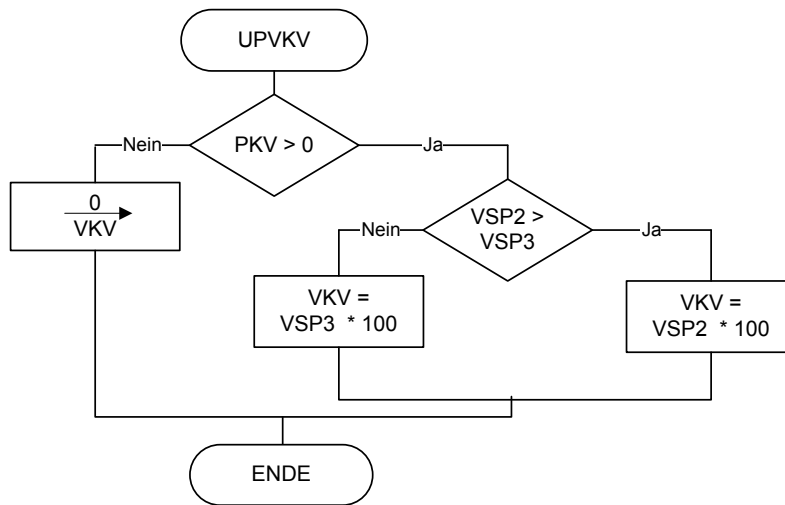 UPVKV
Nein
PKV > 0
Ja
0
VKV
Nein
VSP2 >
VSP3
Ja
VKV =
VSP3 * 100
VKV =
VSP2 * 100
ENDE